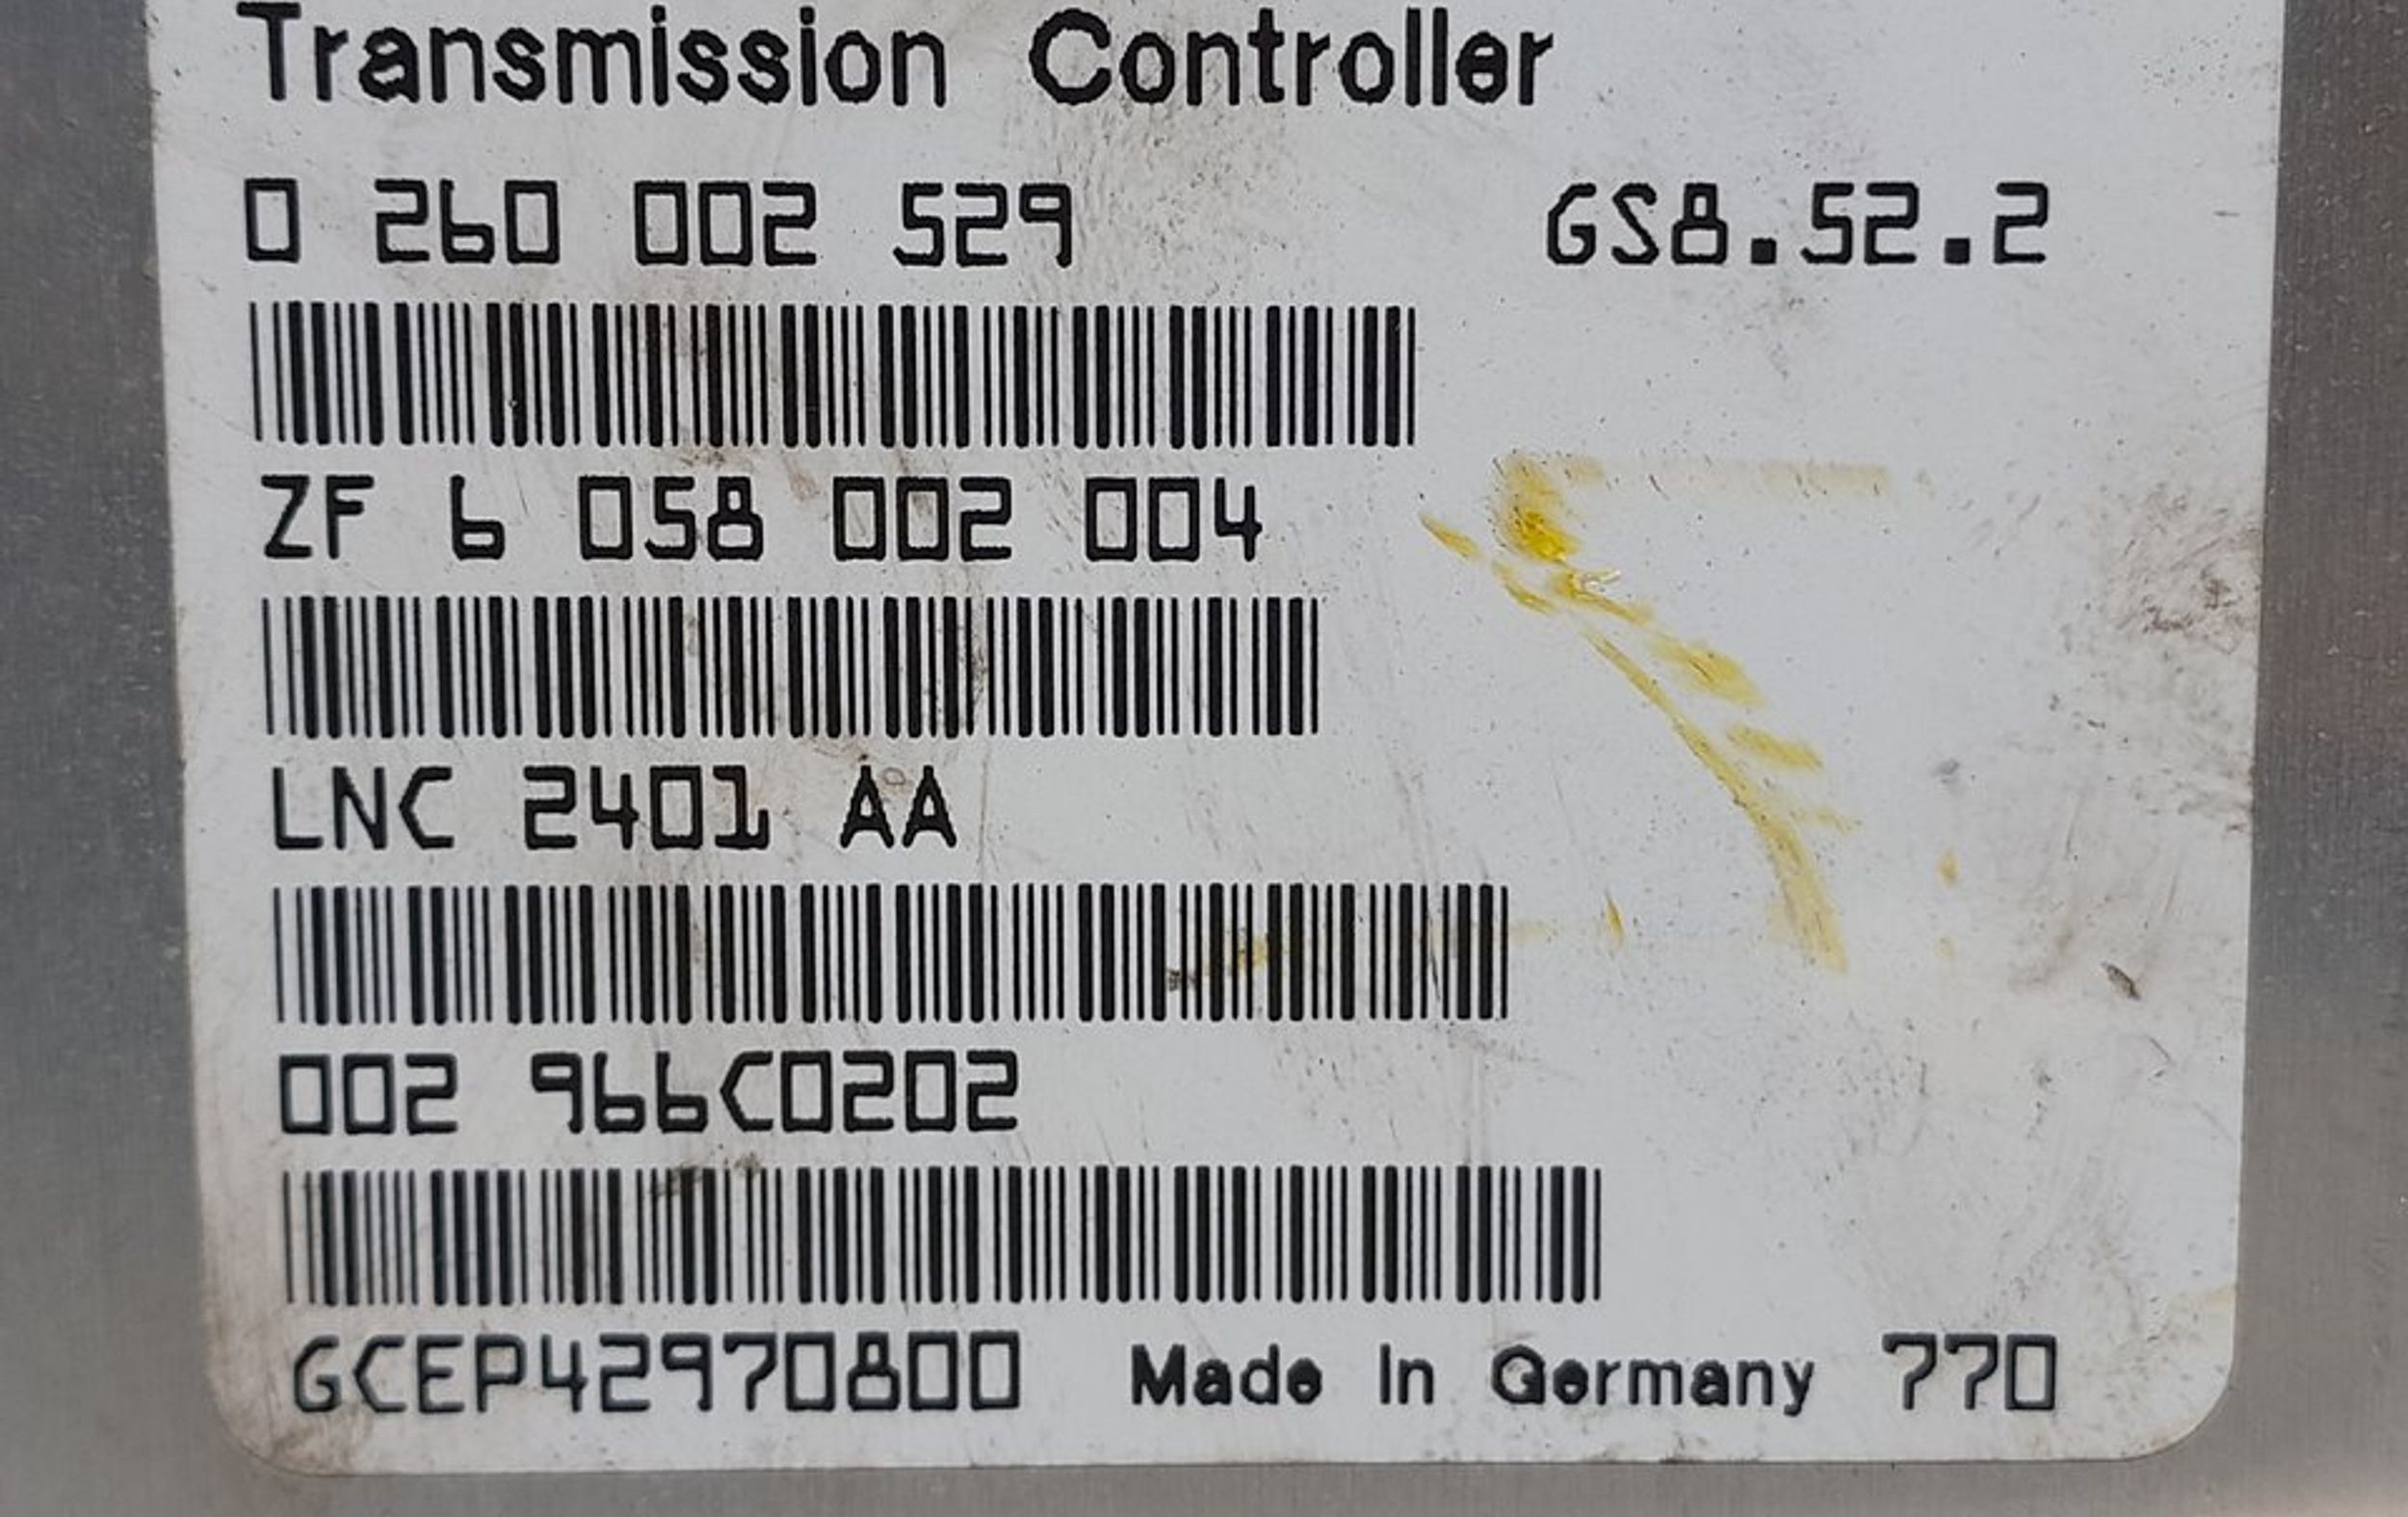 Transmission Controller
0 260 002 529 GS8.52.2
ZF 6 058 002 004
LNC 2401 AA
002 966C0202
GCEP42970800 Made In Germany 770